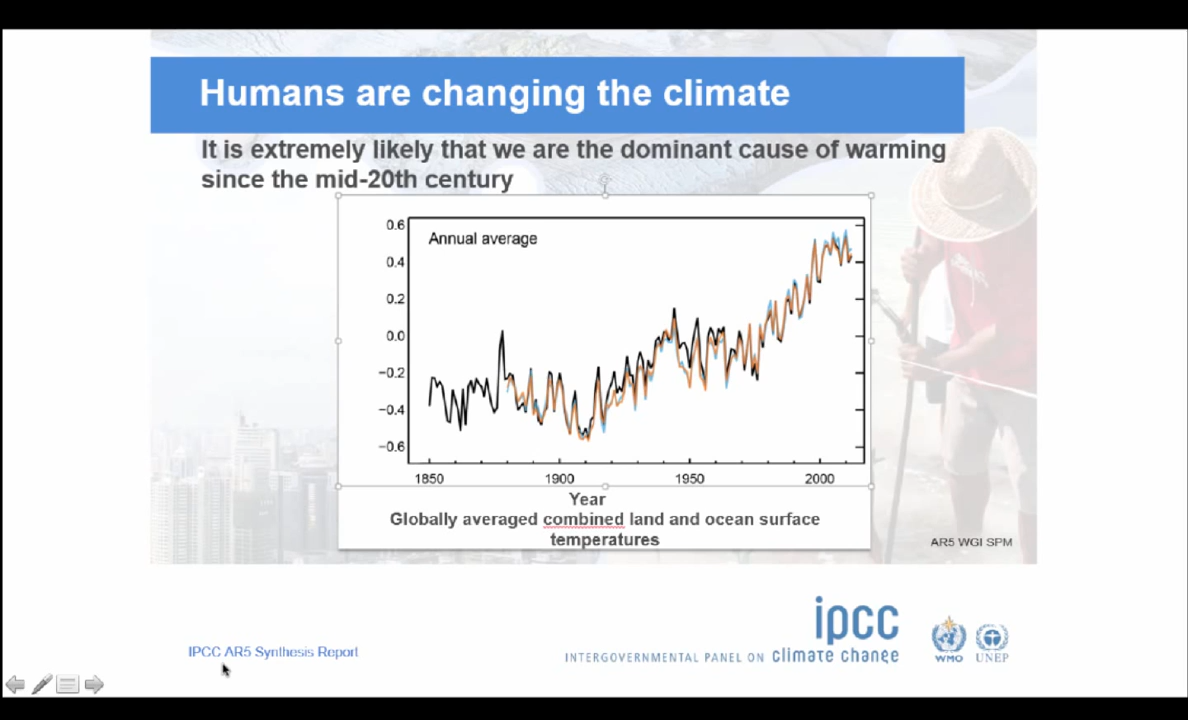 Humans are changing the climate
It is extremely likely that we are the dominant cause of warming
since the mid-20th century
Annual average
0.6
0.4
0.2
0.0
−0.2
−0.4
−0.6
1850 1900 1950 2000
Year
Globally averaged combined land and ocean surface
temperatures
AR5 WGI SPM
IPCC AR5 Synthesis Report
ipcc
INTERGOVERNMENTAL PANEL ON climate change
WMO UNEP